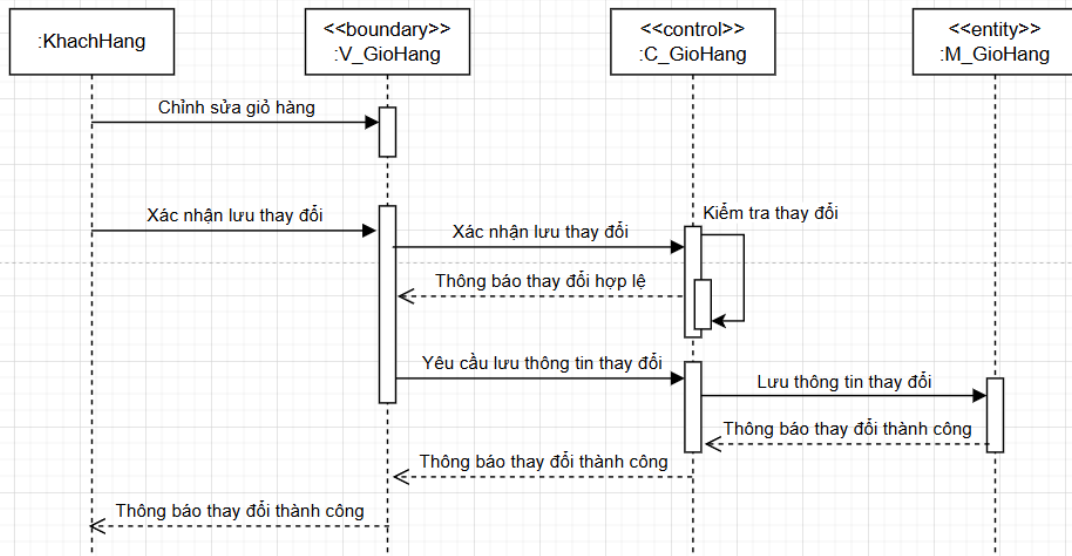 :KhachHang
<<boundary>>
:V_GioHang
<<control>>
:C_GioHang
<<entity>>
:M_GioHang
Chỉnh sửa giỏ hàng
Xác nhận lưu thay đổi
Kiểm tra thay đổi
Xác nhận lưu thay đổi
Thông báo thay đổi hợp lệ
Yêu cầu lưu thông tin thay đổi
Lưu thông tin thay đổi
Thông báo thay đổi thành công
Thông báo thay đổi thành công
Thông báo thay đổi thành công